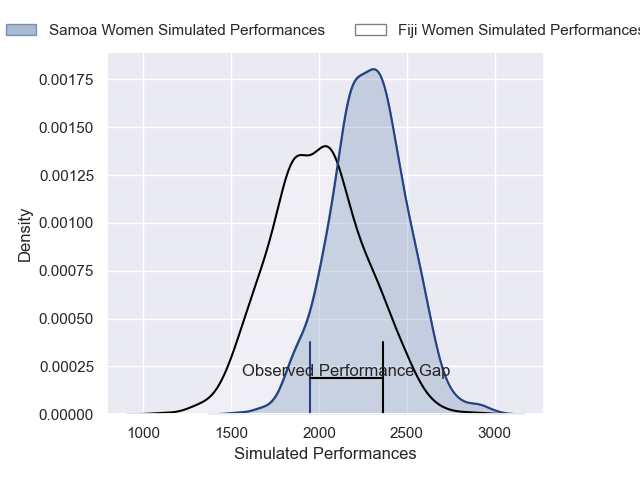 Samoa Women Simulated Performances
Fiji Women Simulated Performances
0.00175
0.00150
0.00125
0.00100
0.00075
0.00050
0.00025
0.00000
Density
Observed Performance Gap
1000 1500 2000 2500 3000
Simulated Performances